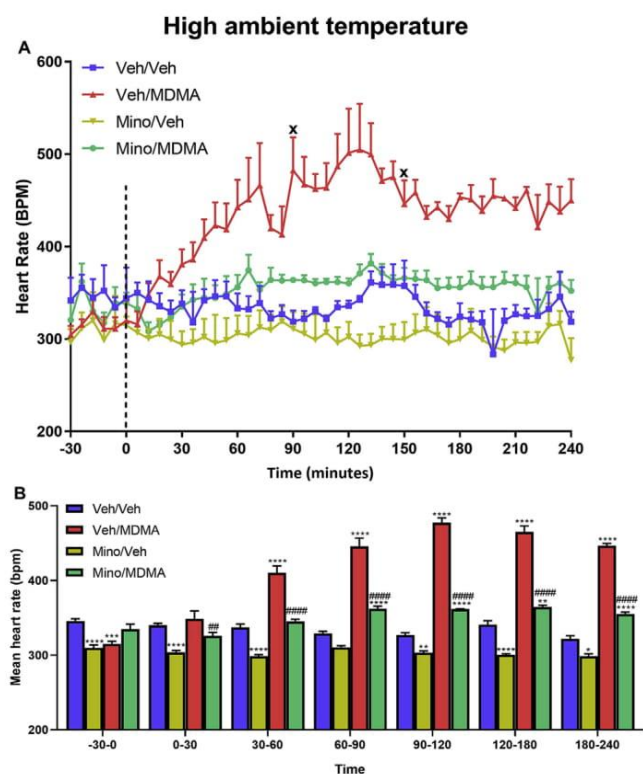 High ambient temperature
A
600
500
400
300
200
Heart Rate (BPM)
Veh/Veh
Veh/MDMA
Mino/Veh
Mino/MDMA
x
x
-30 0 30 60 90 120 150 180 210 240
Time (minutes)
B
500
400
300
200
Mean heart rate (bpm)
Veh/Veh
Veh/MDMA
Mino/Veh
Mino/MDMA
**** ***
**** ##
**** **** ####
**** #### ****
** **** #### ****
**** **** #### **
* **** #### ****
-30-0 0-30 30-60 60-90 90-120 120-180 180-240
Time